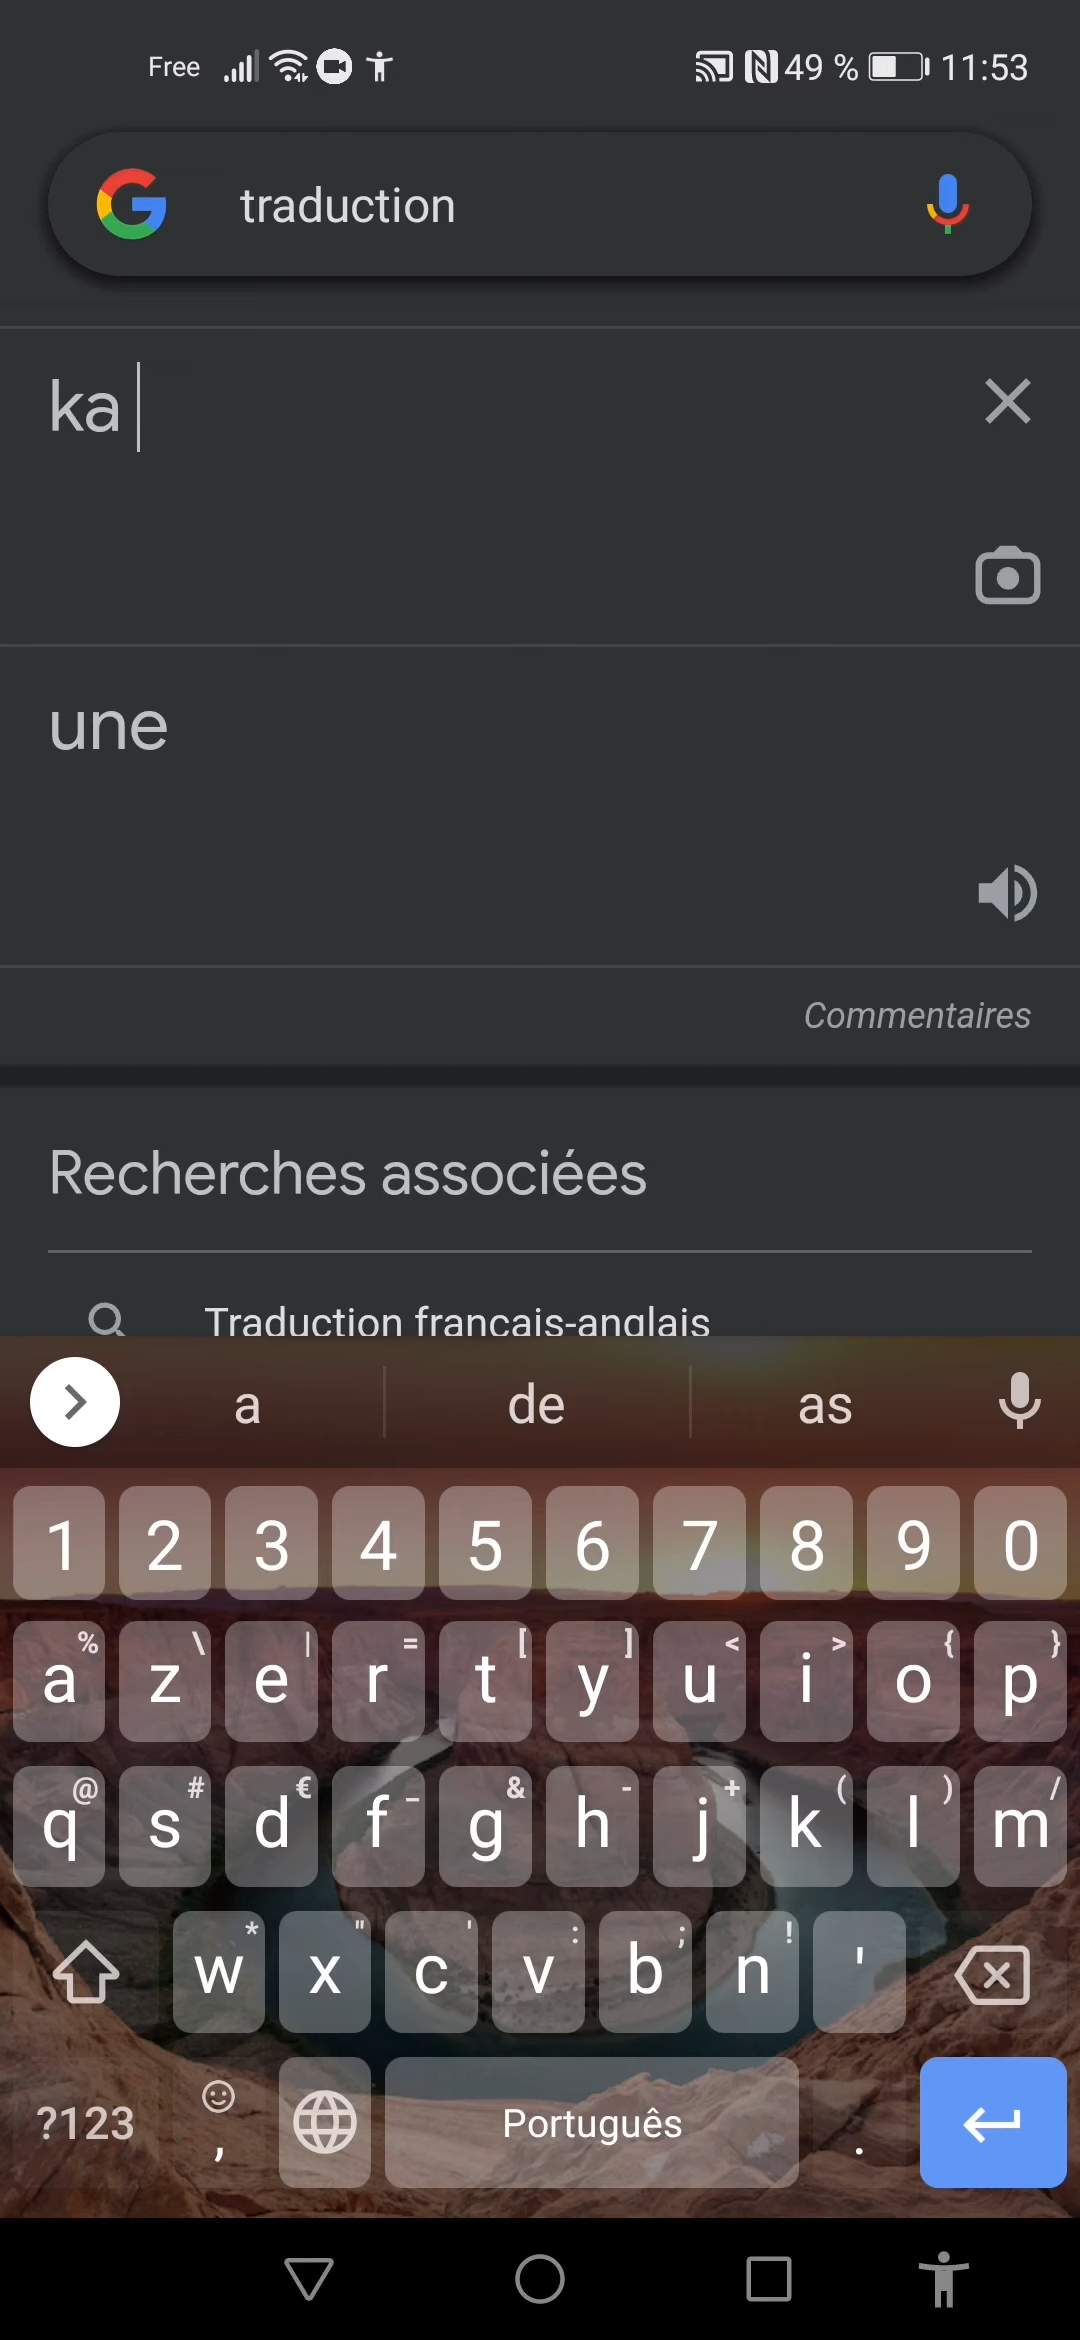 Free 49 % 11:53
traduction
ka
une
Commentaires
Recherches associées
Traduction français-anglais
a de as
1 2 3 4 5 6 7 8 9 0
% \ | = [ ] < > { }
a z e r t y u i o p
@ # € _ & - + ( ) /
q s d f g h j k l m
* " ' : ; !
w x c v b n '
?123 , Português .